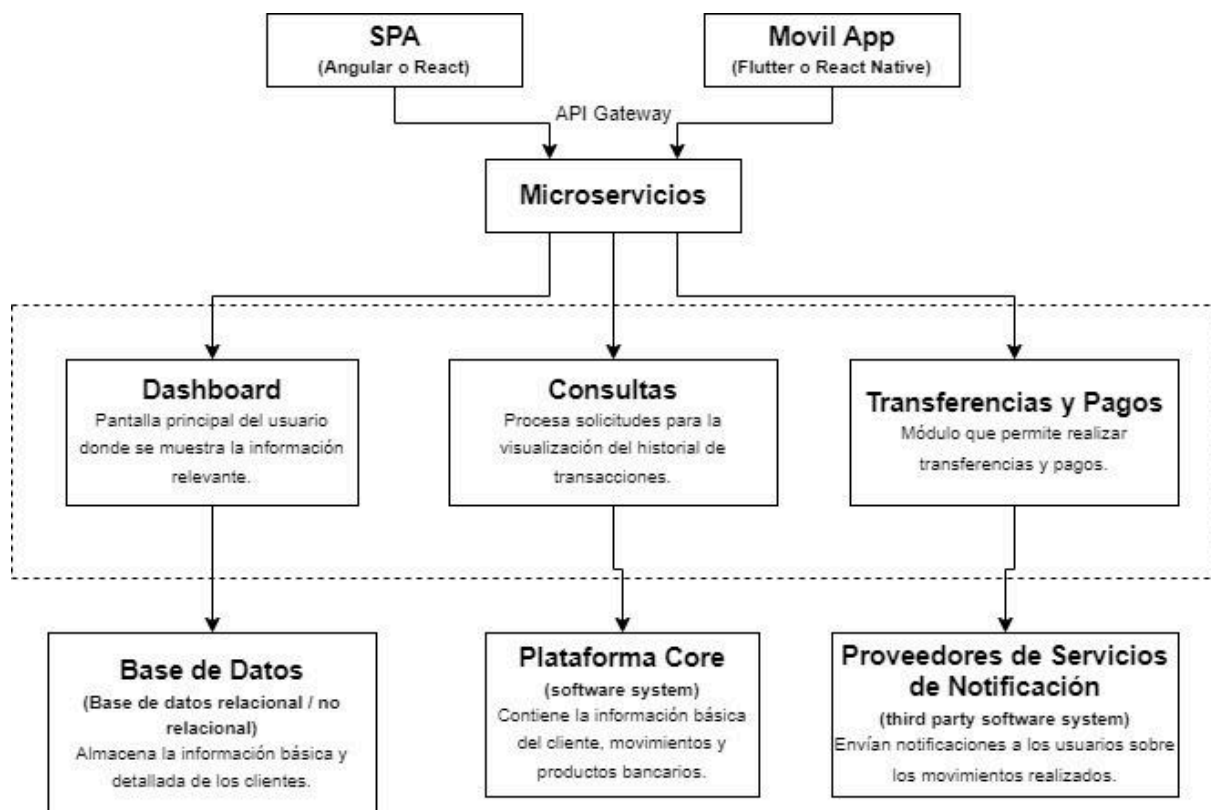 SPA
(Angular o React)
Movil App
(Flutter o React Native)
API Gateway
Microservicios
Dashboard
Pantalla principal del usuario
donde se muestra la información
relevante.
Consultas
Procesa solicitudes para la
visualización del historial de
transacciones.
Transferencias y Pagos
Módulo que permite realizar
transferencias y pagos.
Base de Datos
(Base de datos relacional / no
relacional)
Almacena la información básica y
detallada de los clientes.
Plataforma Core
(software system)
Contiene la información básica
del cliente, movimientos y
productos bancarios.
Proveedores de Servicios
de Notificación
(third party software system)
Envían notificaciones a los usuarios sobre
los movimientos realizados.